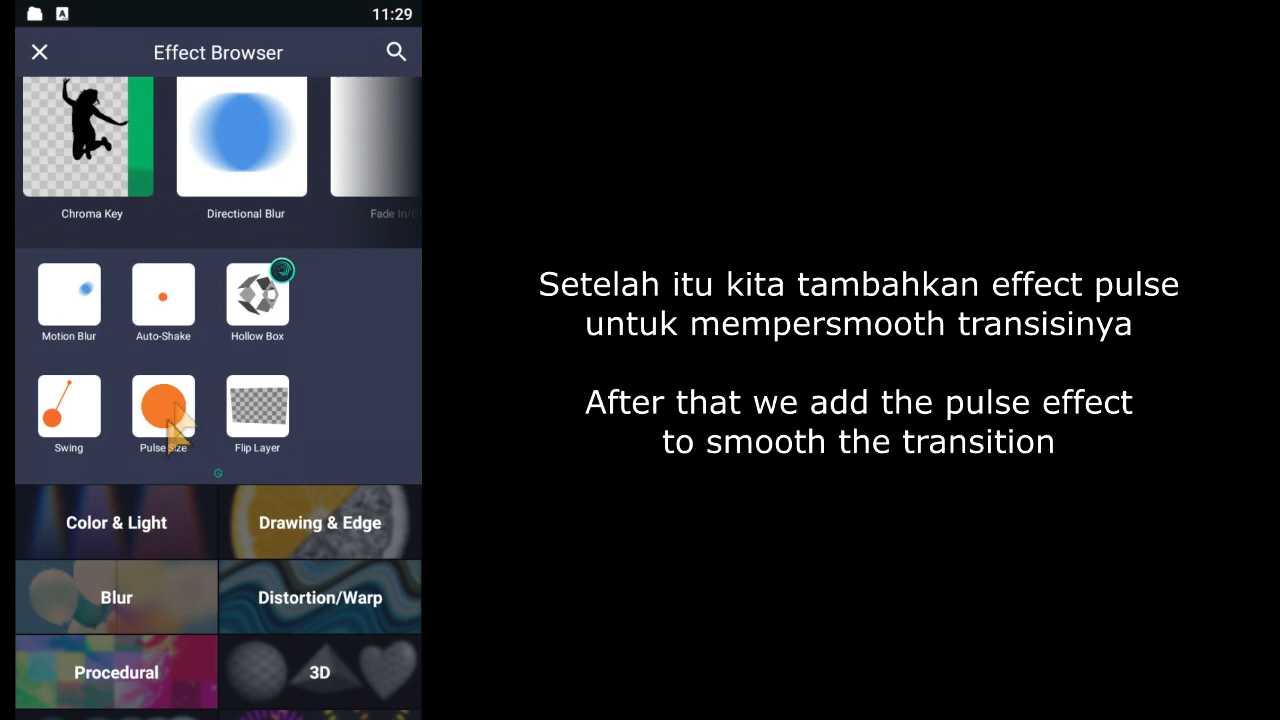 11:29
Effect Browser
Chroma Key
Directional Blur
Fade In/
Motion Blur
Auto-Shake
Hollow Box
Swing
Pulse Size
Flip Layer
Color & Light
Drawing & Edge
Blur
Distortion/Warp
Procedural
3D
Setelah itu kita tambahkan effect pulse
untuk mempersmooth transisinya
After that we add the pulse effect
to smooth the transition